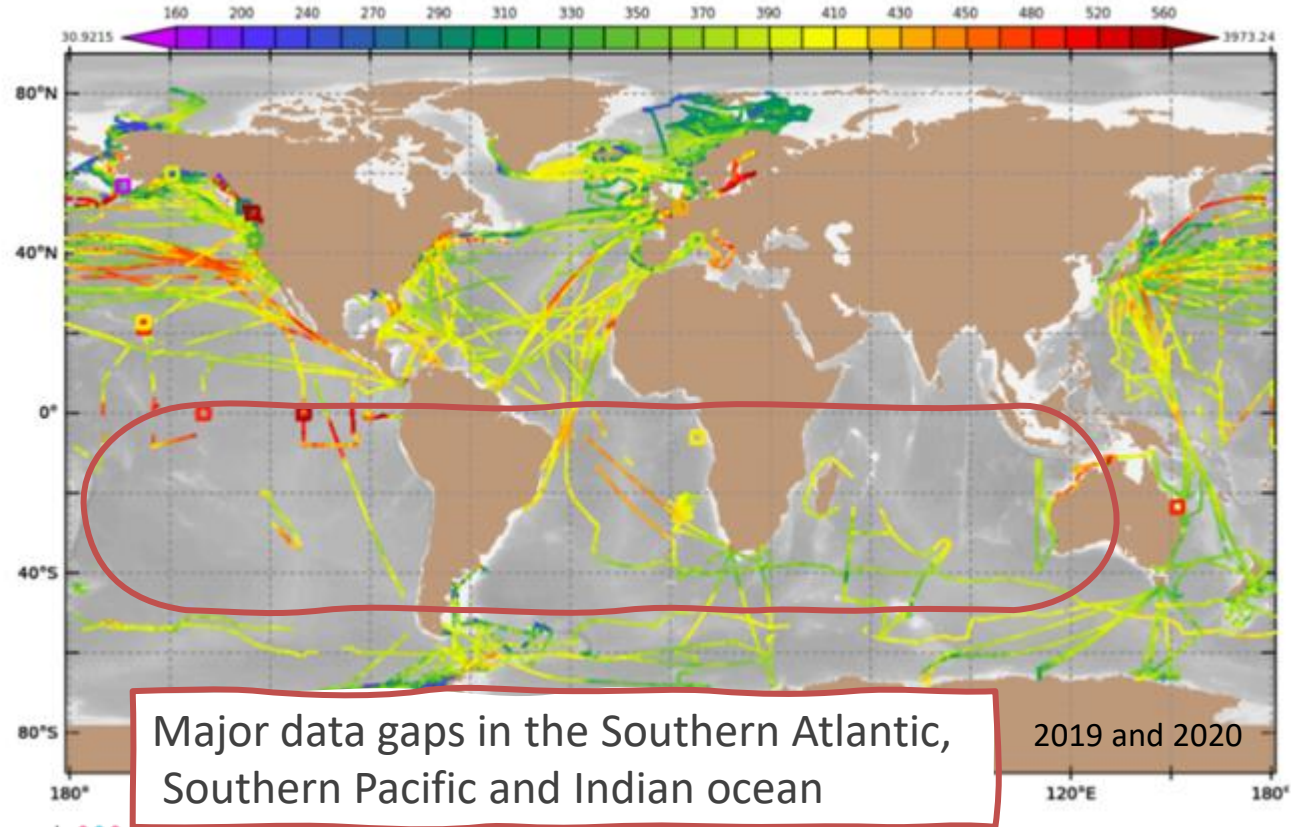 160 200 240 270 290 310 330 350 370 390 410 430 450 480 520 560
30.9215 3973.24
80°N
40°N
0°
40°S
80°S
Major data gaps in the Southern Atlantic,
Southern Pacific and Indian ocean
2019 and 2020
180° 120°E 180°